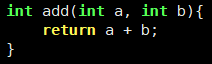 int add(int a, int b){
    return a + b;
}